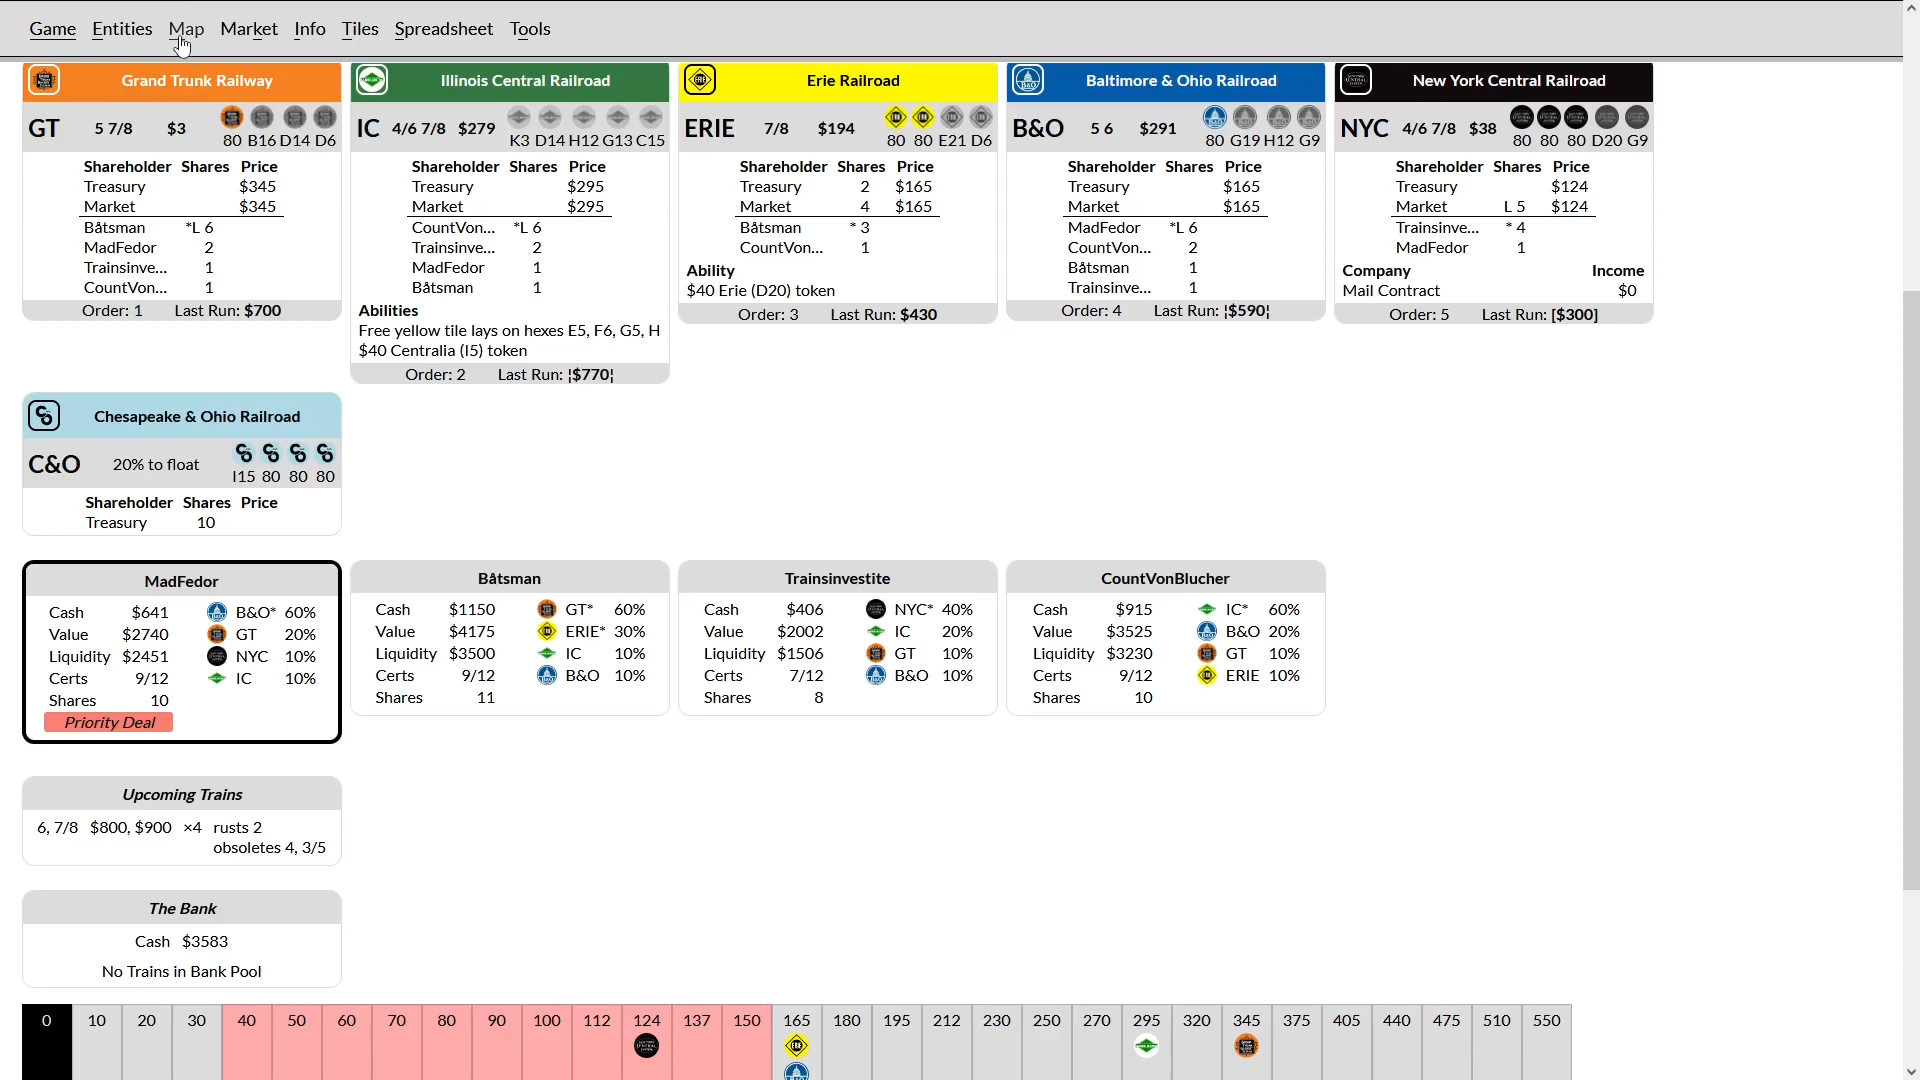 Game Entities Map Market Info Tiles Spreadsheet Tools
Grand Trunk Railway
GT 5 7/8 $3
80 B16 D14 D6
Shareholder Shares Price
Treasury $345
Market $345
Båtsman *L 6
MadFedor 2
Trainsinve... 1
CountVon... 1
Order: 1 Last Run: $700
Illinois Central Railroad
IC 4/6 7/8 $279
K3 D14 H12 G13 C15
Shareholder Shares Price
Treasury $295
Market $295
CountVon... *L 6
Trainsinve... 2
MadFedor 1
Båtsman 1
Abilities
Free yellow tile lays on hexes E5, F6, G5, H
$40 Centralia (I5) token
Order: 2 Last Run: ¦$770¦
Erie Railroad
ERIE 7/8 $194
80 80 E21 D6
Shareholder Shares Price
Treasury 2 $165
Market 4 $165
Båtsman * 3
CountVon... 1
Ability
$40 Erie (D20) token
Order: 3 Last Run: $430
Baltimore & Ohio Railroad
B&O 5 6 $291
80 G19 H12 G9
Shareholder Shares Price
Treasury $165
Market $165
MadFedor *L 6
CountVon... 2
Båtsman 1
Trainsinve... 1
Order: 4 Last Run: ¦$590¦
New York Central Railroad
NYC 4/6 7/8 $38
80 80 80 D20 G9
Shareholder Shares Price
Treasury $124
Market L 5 $124
Trainsinve... * 4
MadFedor 1
Company Income
Mail Contract $0
Order: 5 Last Run: [$300]
Chesapeake & Ohio Railroad
C&O 20% to float
I15 80 80 80
Shareholder Shares Price
Treasury 10
MadFedor
Cash $641 B&O* 60%
Value $2740 GT 20%
Liquidity $2451 NYC 10%
Certs 9/12 IC 10%
Shares 10
Priority Deal
Båtsman
Cash $1150 GT* 60%
Value $4175 ERIE* 30%
Liquidity $3500 IC 10%
Certs 9/12 B&O 10%
Shares 11
Trainsinvestite
Cash $406 NYC* 40%
Value $2002 IC 20%
Liquidity $1506 GT 10%
Certs 7/12 B&O 10%
Shares 8
CountVonBlucher
Cash $915 IC* 60%
Value $3525 B&O 20%
Liquidity $3230 GT 10%
Certs 9/12 ERIE 10%
Shares 10
Upcoming Trains
6, 7/8 $800, $900 ×4 rusts 2
obsoletes 4, 3/5
The Bank
Cash $3583
No Trains in Bank Pool
0 10 20 30 40 50 60 70 80 90 100 112 124 137 150 165 180 195 212 230 250 270 295 320 345 375 405 440 475 510 550